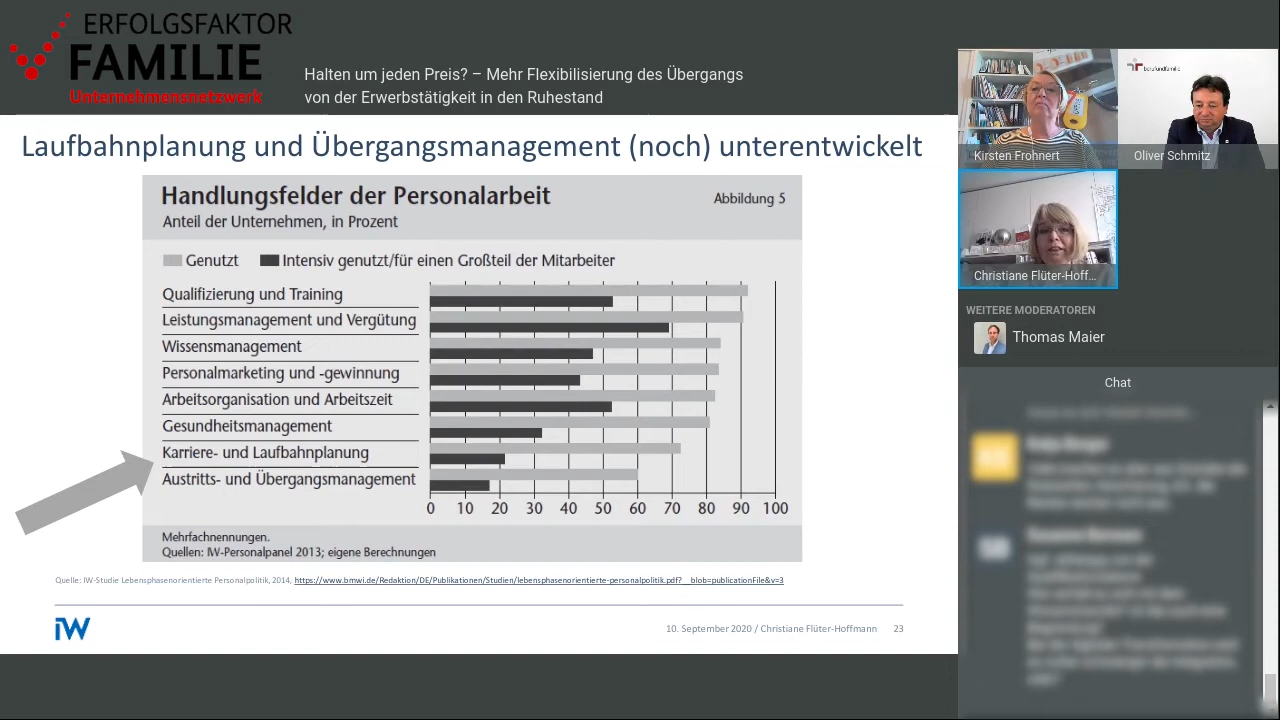 ERFOLGSFAKTOR
FAMILIE
Unternehmensnetzwerk
Halten um jeden Preis? – Mehr Flexibilisierung des Übergangs
von der Erwerbstätigkeit in den Ruhestand
Laufbahnplanung und Übergangsmanagement (noch) unterentwickelt
Handlungsfelder der Personalarbeit
Abbildung 5
Anteil der Unternehmen, in Prozent
Genutzt
Intensiv genutzt/für einen Großteil der Mitarbeiter
Qualifizierung und Training
Leistungsmanagement und Vergütung
Wissensmanagement
Personalmarketing und -gewinnung
Arbeitsorganisation und Arbeitszeit
Gesundheitsmanagement
Karriere- und Laufbahnplanung
Austritts- und Übergangsmanagement
0 10 20 30 40 50 60 70 80 90 100
Mehrfachnennungen.
Quellen: IW-Personalpanel 2013; eigene Berechnungen
Quelle: IW-Studie Lebensphasenorientierte Personalpolitik, 2014, https://www.bmwi.de/Redaktion/DE/Publikationen/Studien/lebensphasenorientierte-personalpolitik.pdf?__blob=publicationFile&v=3
iW
10. September 2020 / Christiane Flüter-Hoffmann 23
Kirsten Frohnert
berufundfamilie
Oliver Schmitz
Christiane Flüter-Hoff...
WEITERE MODERATOREN
Thomas Maier
Chat